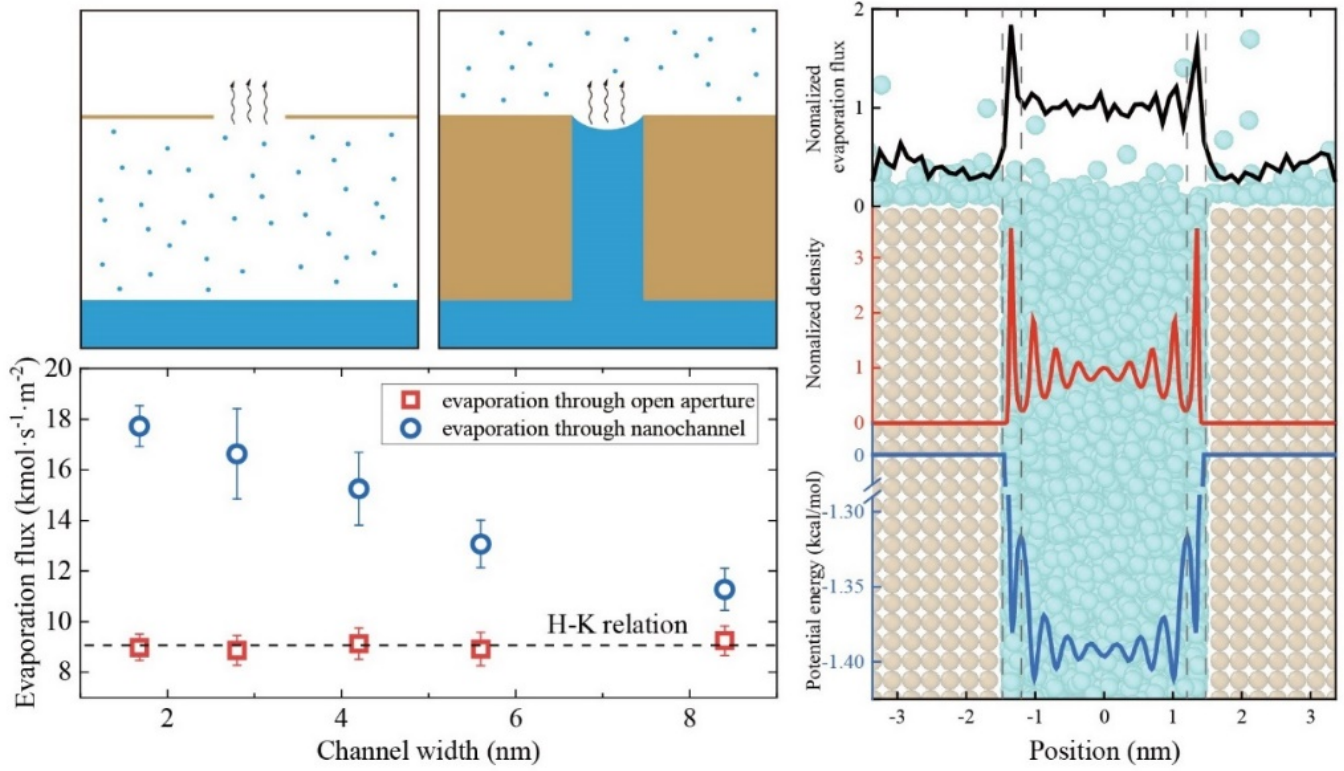 20
18
16
14
12
10
8
Evaporation flux (kmol·s⁻¹·m⁻²)
evaporation through open aperture
evaporation through nanochannel
H-K relation
2
4
6
8
Channel width (nm)
2
1
0
Nomalized
evaporation flux
3
2
1
0
Nomalized density
0
-1.30
-1.35
-1.40
Potential energy (kcal/mol)
-3
-2
-1
0
1
2
3
Position (nm)